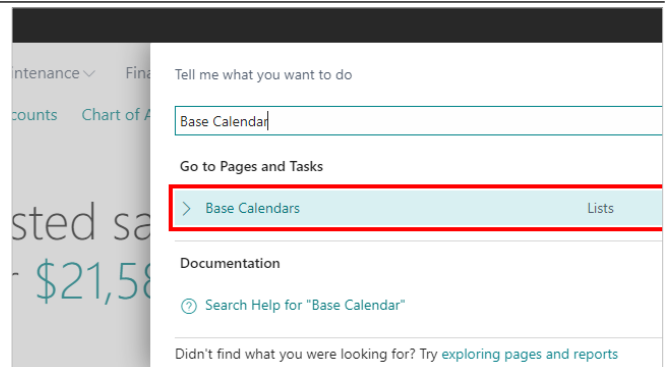 Tell me what you want to do
intenance Fina
counts Chart of A
Base Calendar
Go to Pages and Tasks
Base Calendars Lists
sted sa
r $21,58
Documentation
Search Help for "Base Calendar"
Didn't find what you were looking for? Try exploring pages and reports